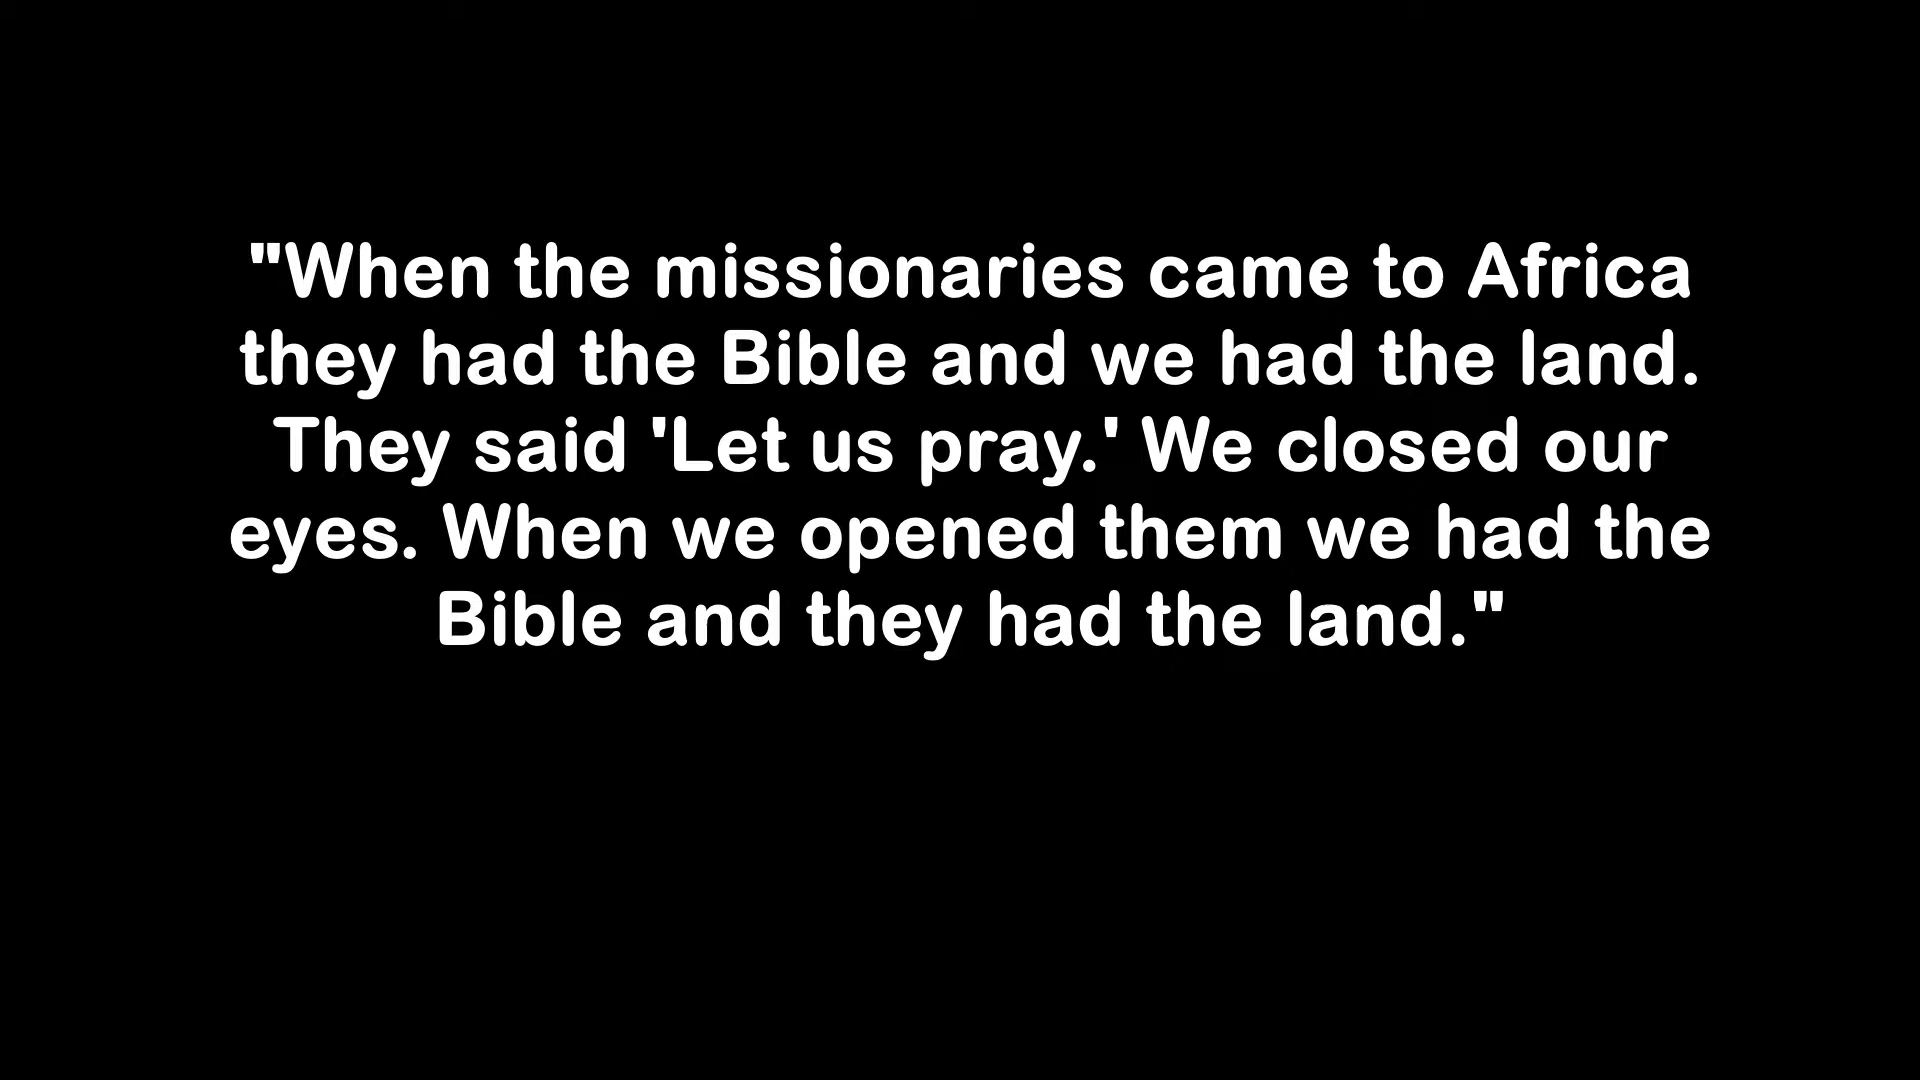 "When the missionaries came to Africa
they had the Bible and we had the land.
They said 'Let us pray.' We closed our
eyes. When we opened them we had the
Bible and they had the land."